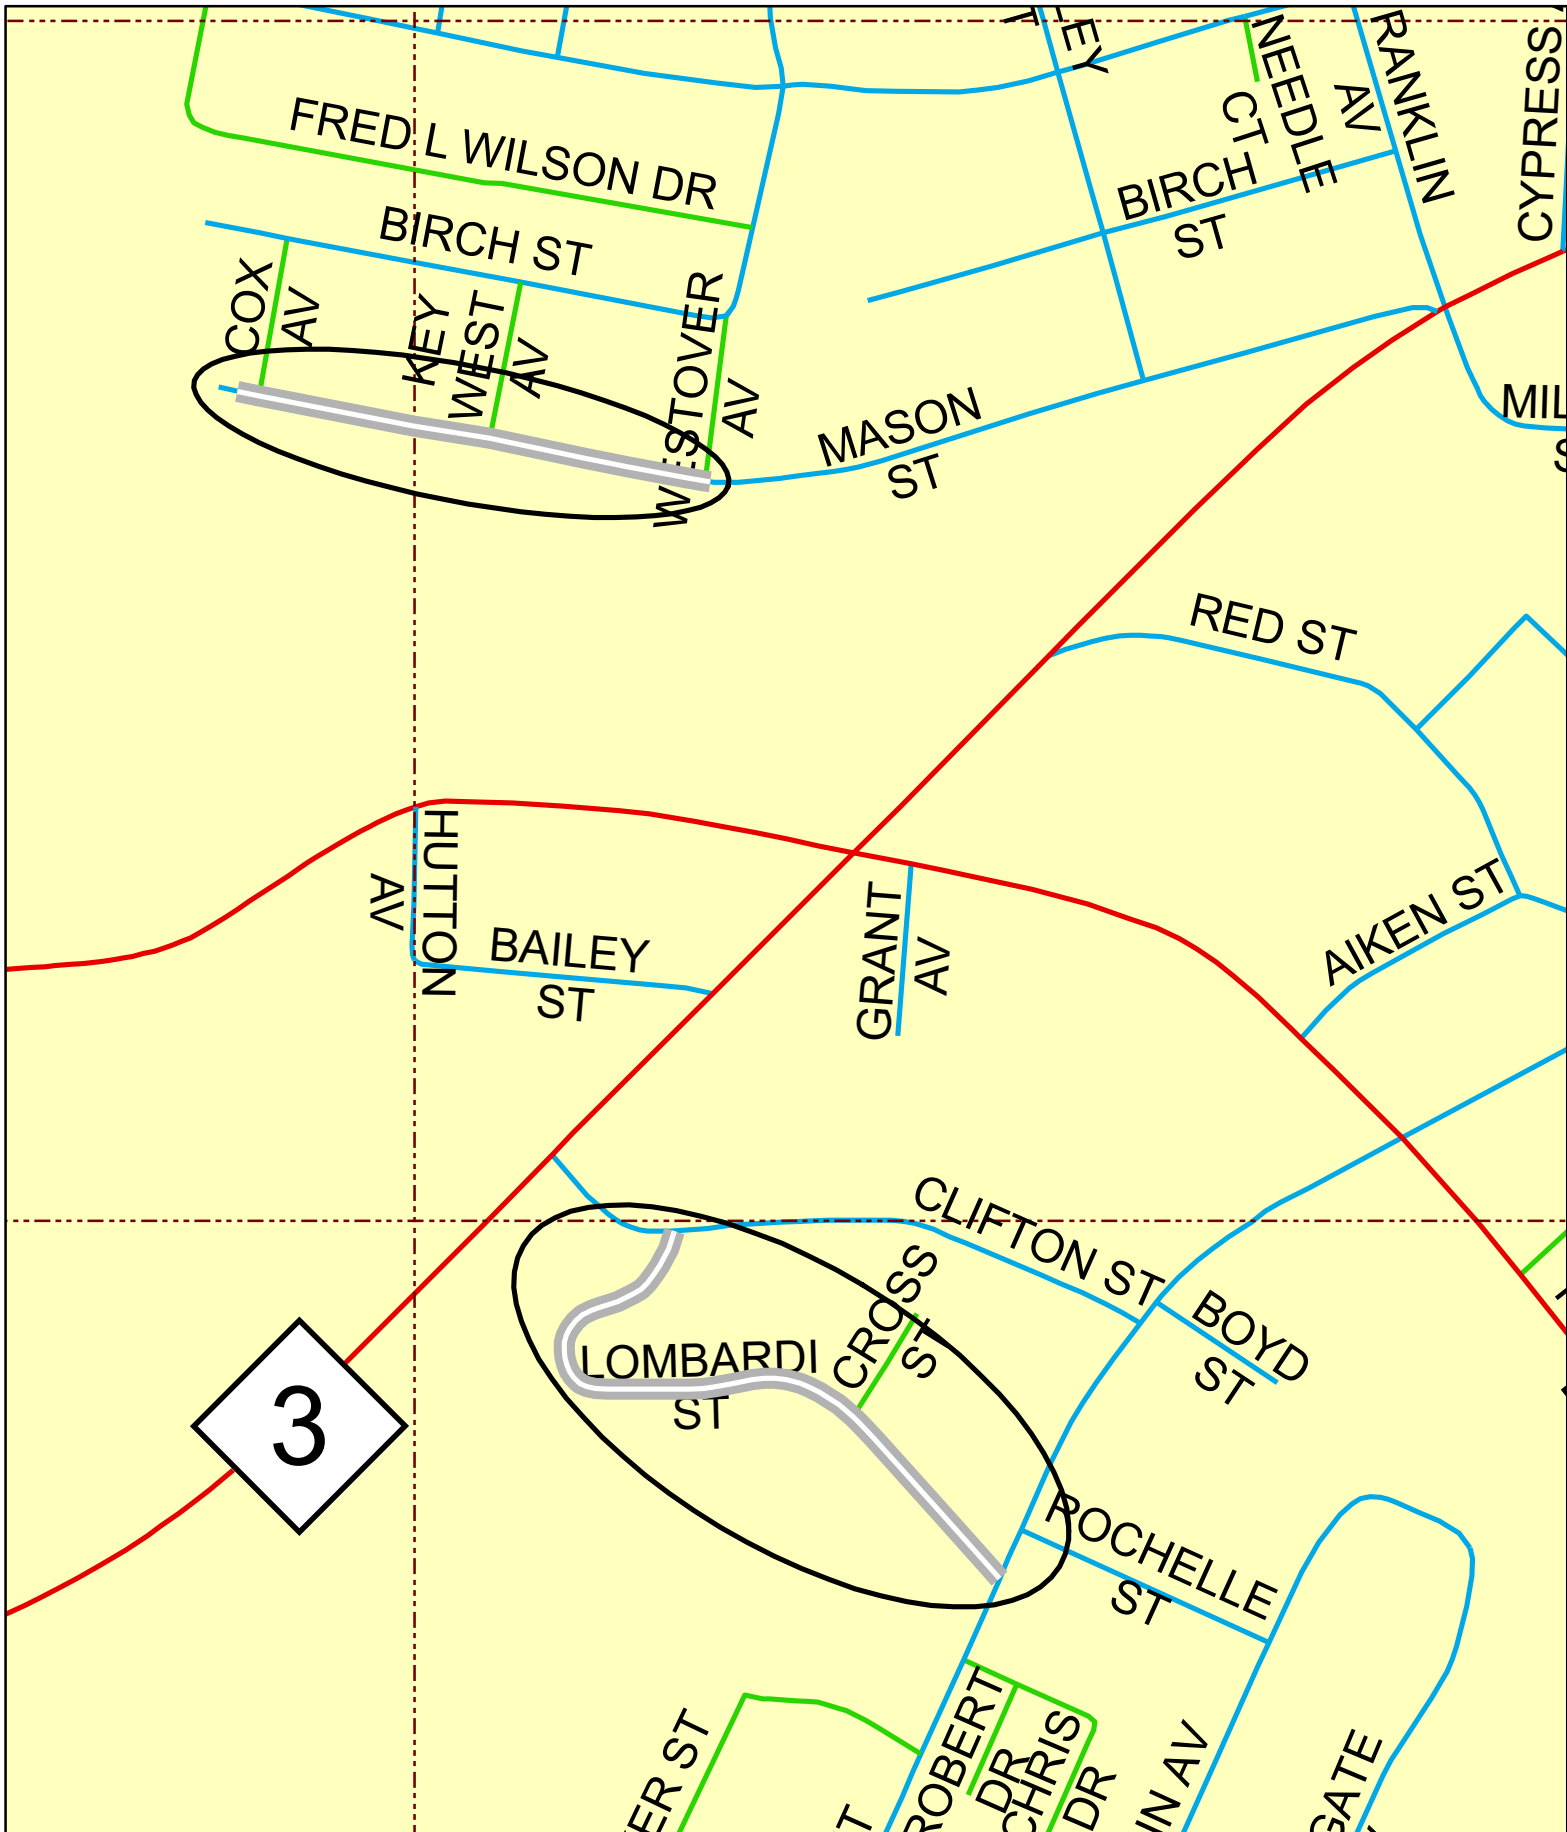 FRED L WILSON DR
BIRCH ST
COX
AV
KEY
WEST
AV
WESTOVER
AV
MASON
ST
BIRCH
ST
NEEDLE
CT
AV
CYPRESS
RED ST
HUTTON
AV
BAILEY
ST
GRANT
AV
AIKEN ST
CLIFTON ST
CROSS
ST
BOYD
ST
LOMBARDI
ST
3
ROCHELLE
ST
ROBERT
DR
CHRIS
DR